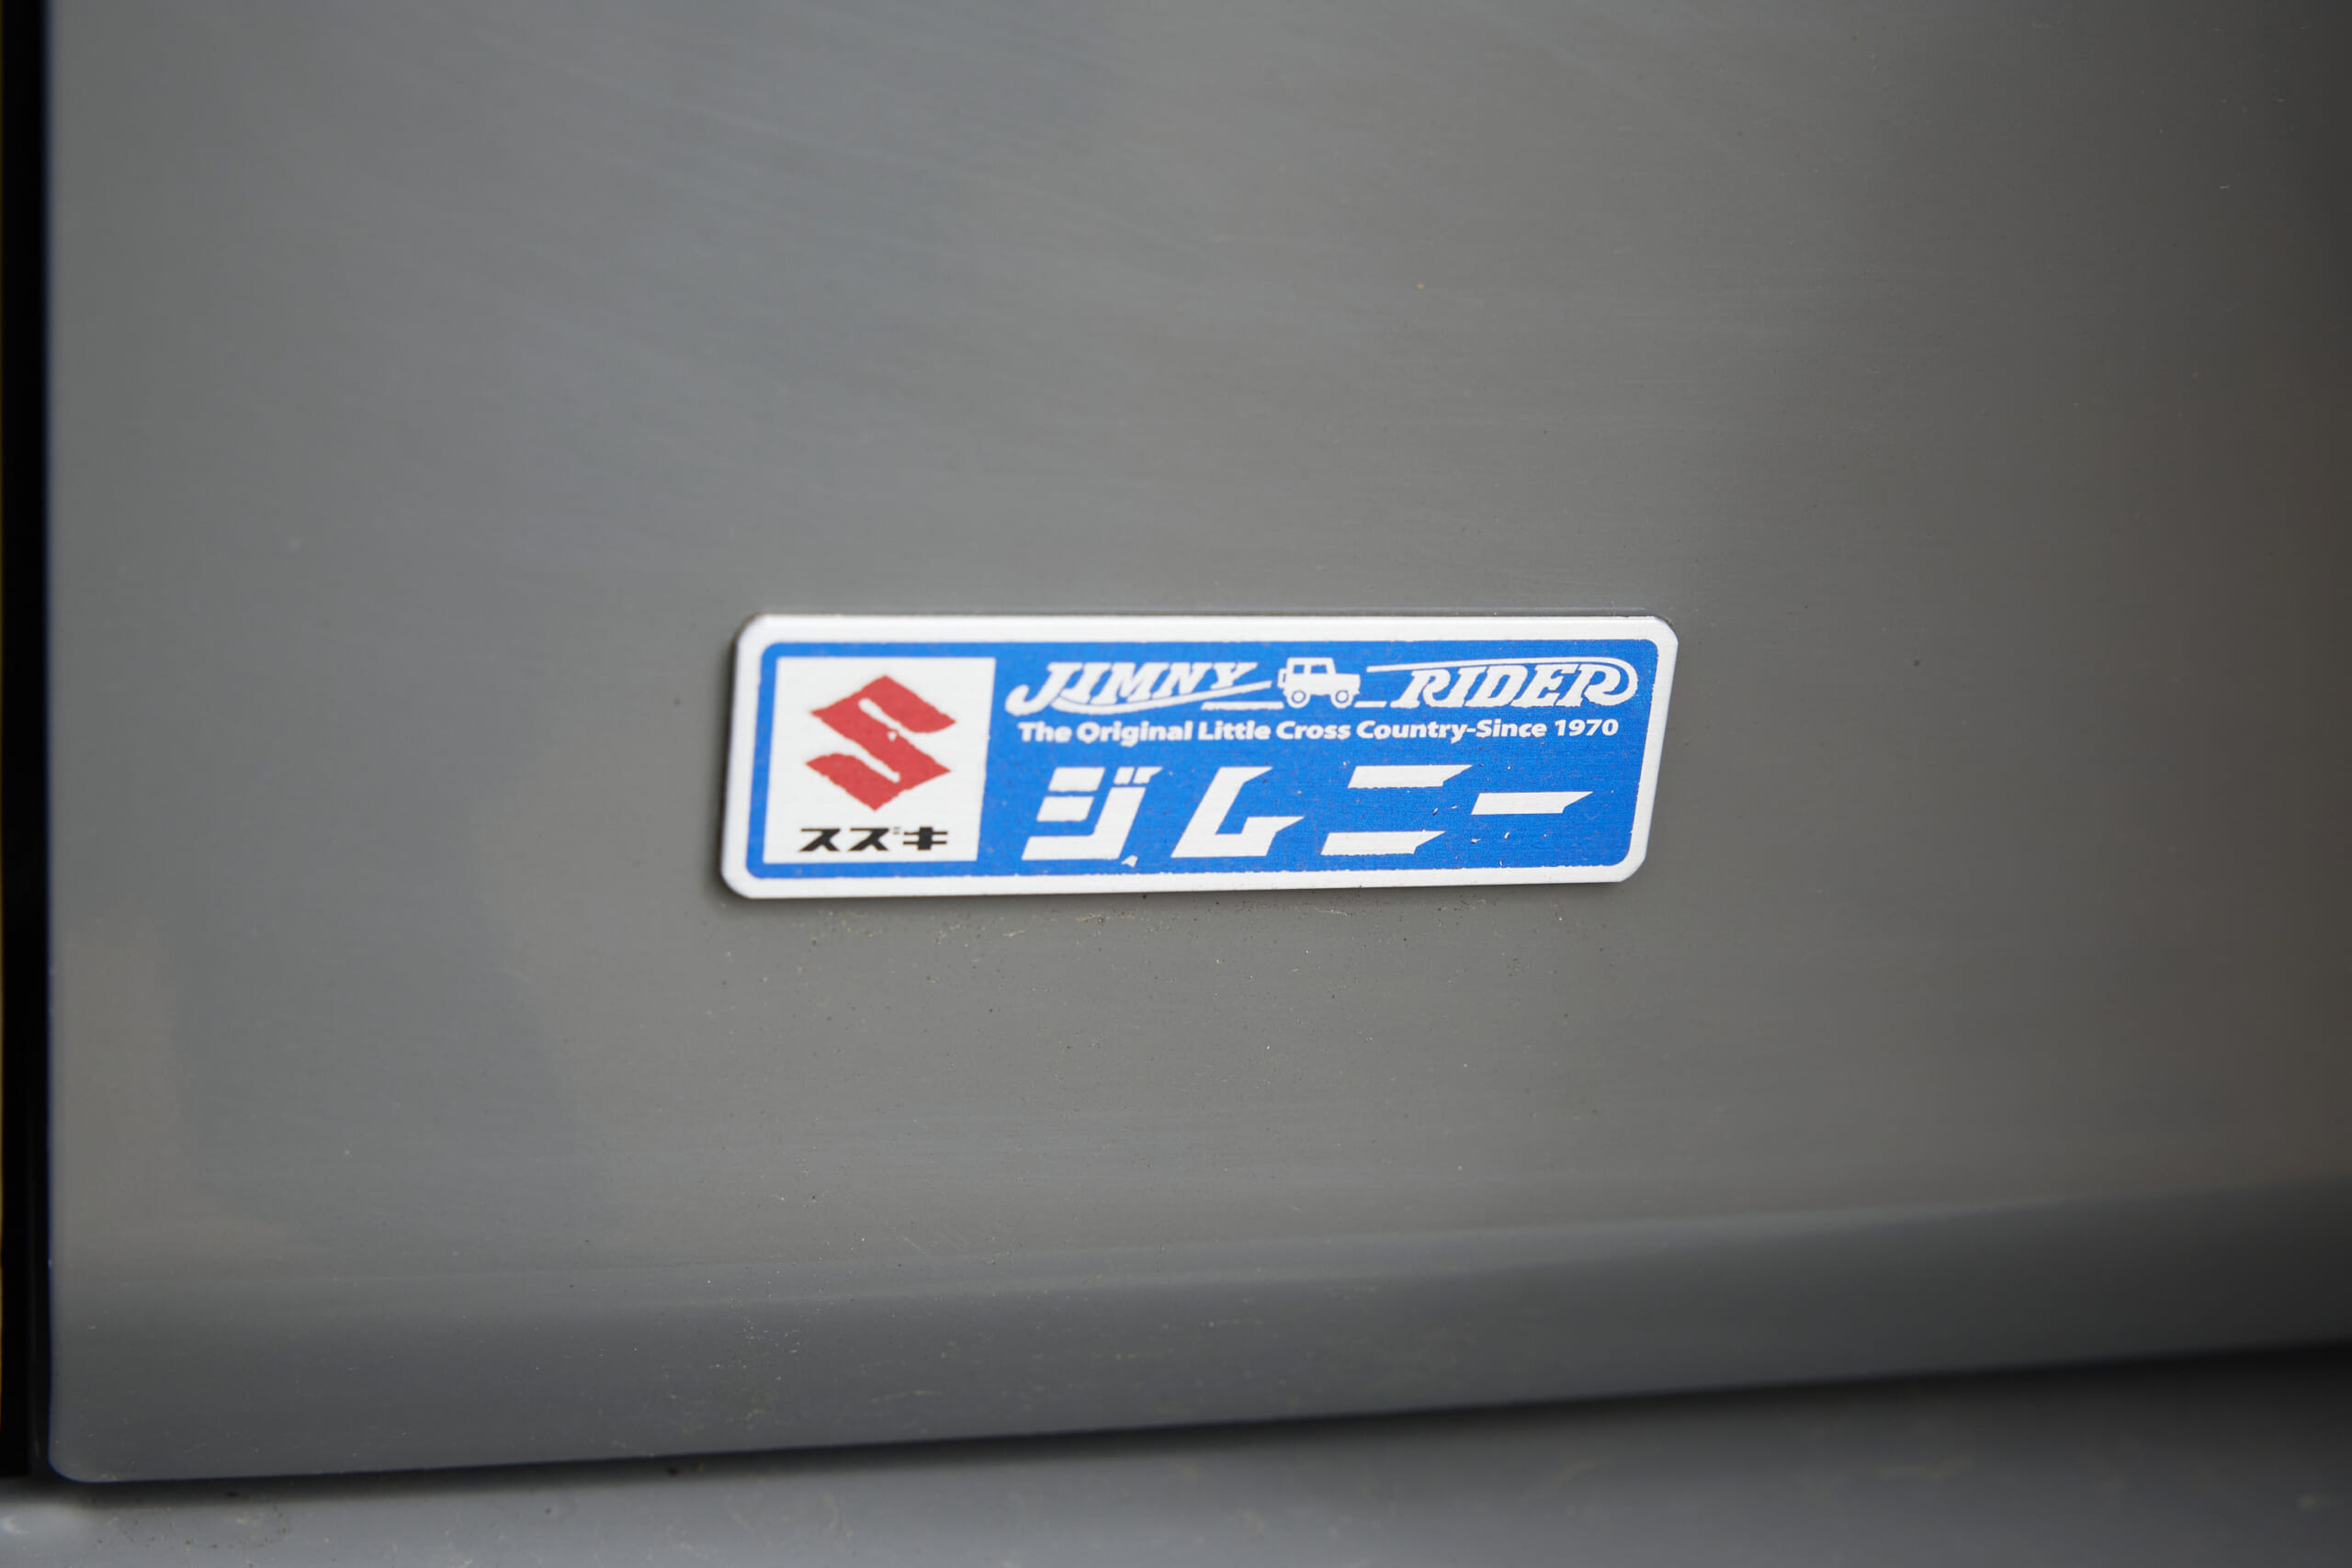 JIMNY RIDER
The Original Little Cross Country-Since 1970
ジムニー
スズキ